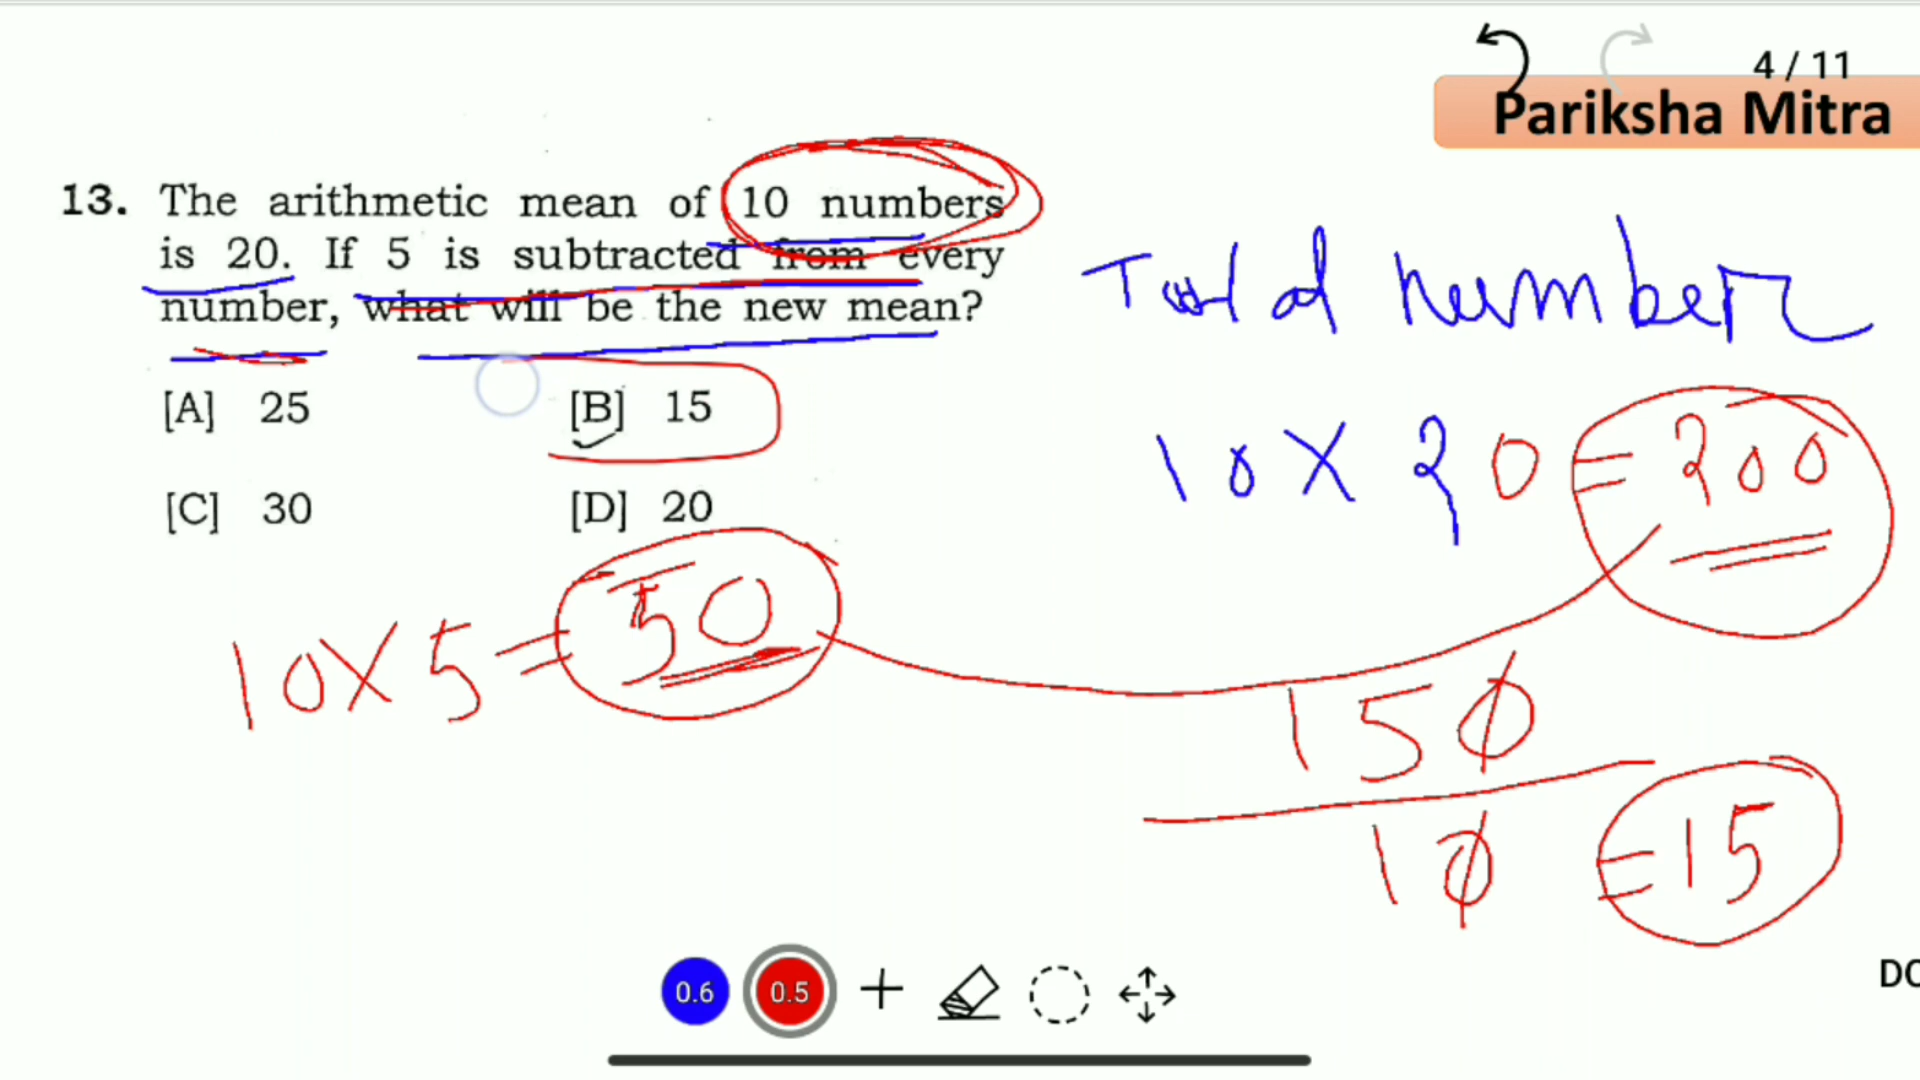 4 / 11
Pariksha Mitra
13. The arithmetic mean of 10 numbers
is 20. If 5 is subtracted from every
number, what will be the new mean?
[A] 25 [B] 15
[C] 30 [D] 20
Total number
10 X 20 = 200
10 X 5 = 50
150
10 = 15
0.6 0.5
DC